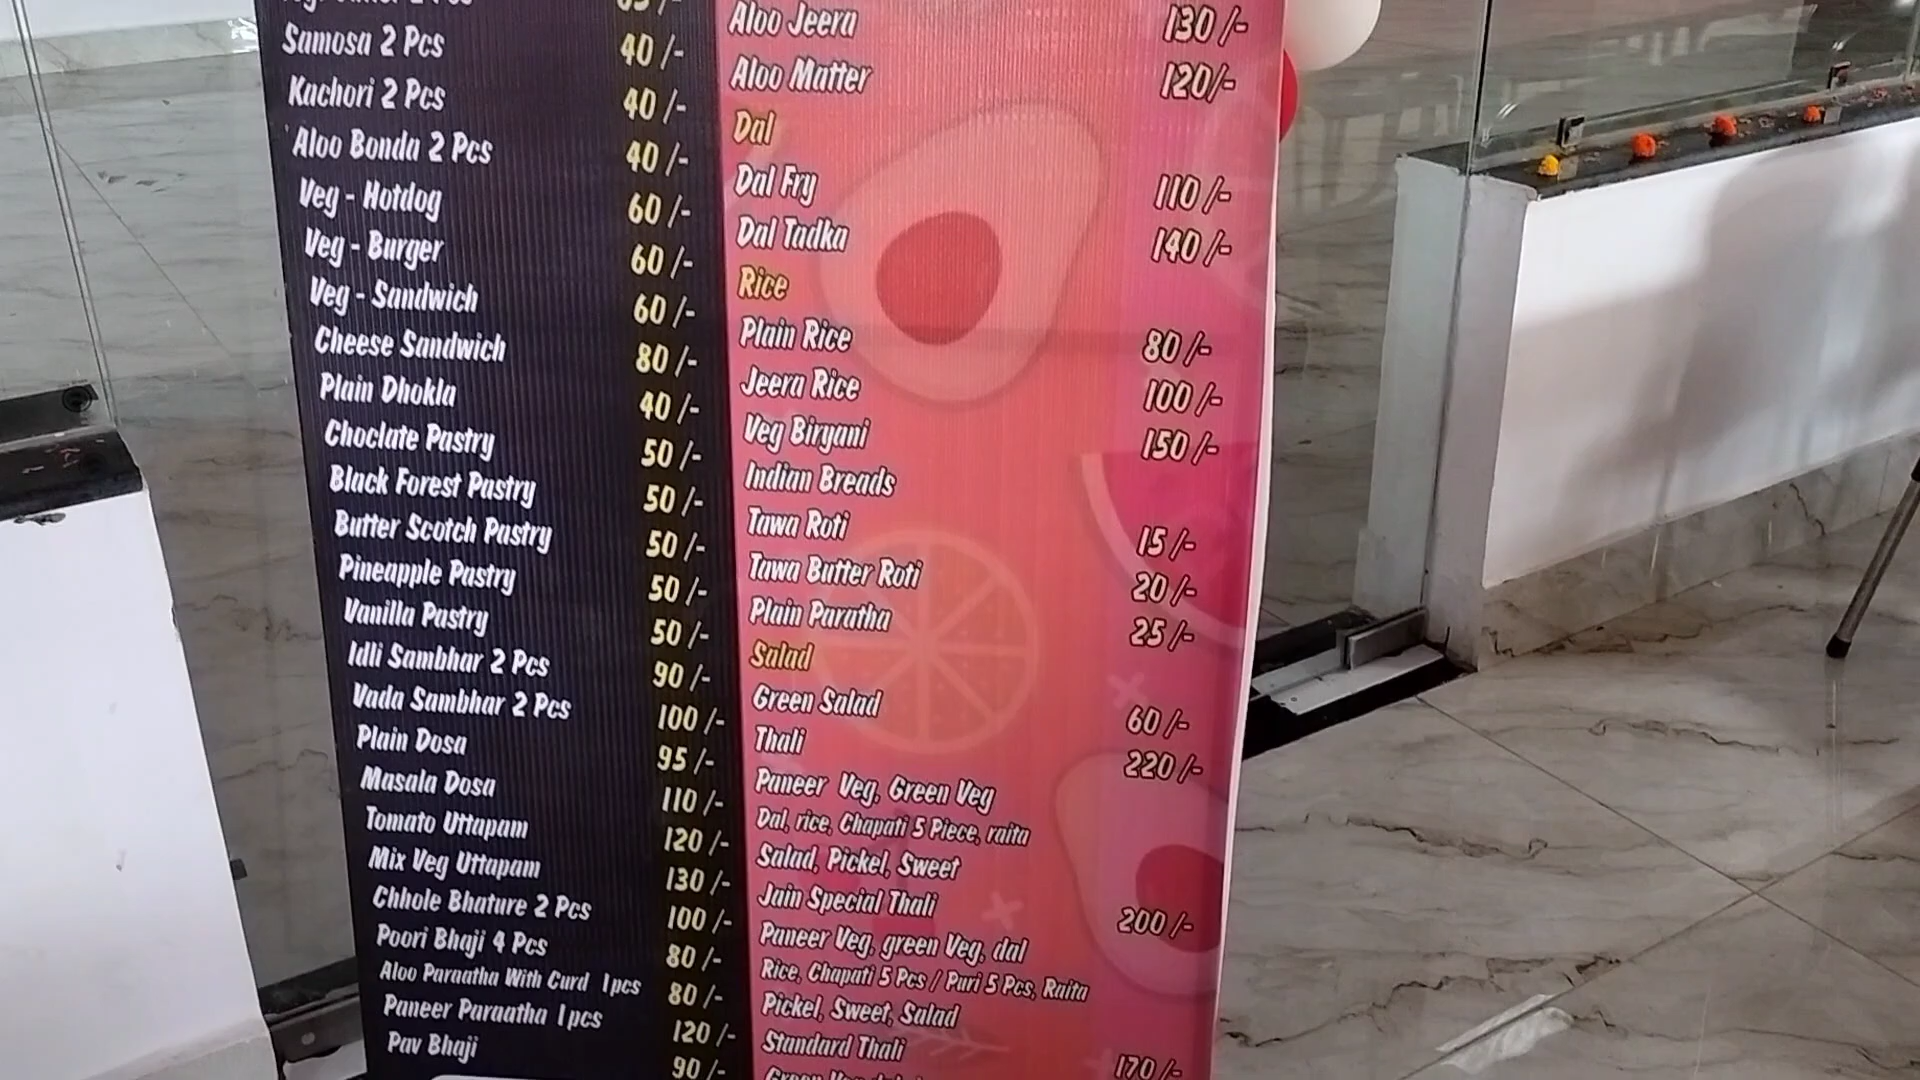 Samosa 2 Pcs 40 /-
Kachori 2 Pcs 40 /-
Aloo Bonda 2 Pcs 40 /-
Veg - Hotdog 60 /-
Veg - Burger 60 /-
Veg - Sandwich 60 /-
Cheese Sandwich 80 /-
Plain Dhokla 40 /-
Choclate Pastry 50 /-
Black Forest Pastry 50 /-
Butter Scotch Pastry 50 /-
Pineapple Pastry 50 /-
Vanilla Pastry 50 /-
Idli Sambhar 2 Pcs 90 /-
Vada Sambhar 2 Pcs 100 /-
Plain Dosa 95 /-
Masala Dosa 110 /-
Tomato Uttapam 120 /-
Mix Veg Uttapam 130 /-
Chhole Bhature 2 Pcs 100 /-
Poori Bhaji 4 Pcs 80 /-
Aloo Paraatha With Curd 1pcs 80 /-
Paneer Paraatha 1pcs 120 /-
Pav Bhaji 90 /-
Aloo Jeera 130 /-
Aloo Matter 120/-
Dal
Dal Fry 110 /-
Dal Tadka 140 /-
Rice
Plain Rice 80 /-
Jeera Rice 100 /-
Veg Biryani 150 /-
Indian Breads
Tawa Roti 15 /-
Tawa Butter Roti 20 /-
Plain Paratha 25 /-
Salad
Green Salad 60 /-
Thali 220 /-
Paneer Veg, Green Veg
Dal, rice, Chapati 5 Piece, raita
Salad, Pickel, Sweet
Jain Special Thali 200 /-
Paneer Veg, green Veg, dal
Rice, Chapati 5 Pcs / Puri 5 Pcs, Raita
Pickel, Sweet, Salad
Standard Thali 170 /-